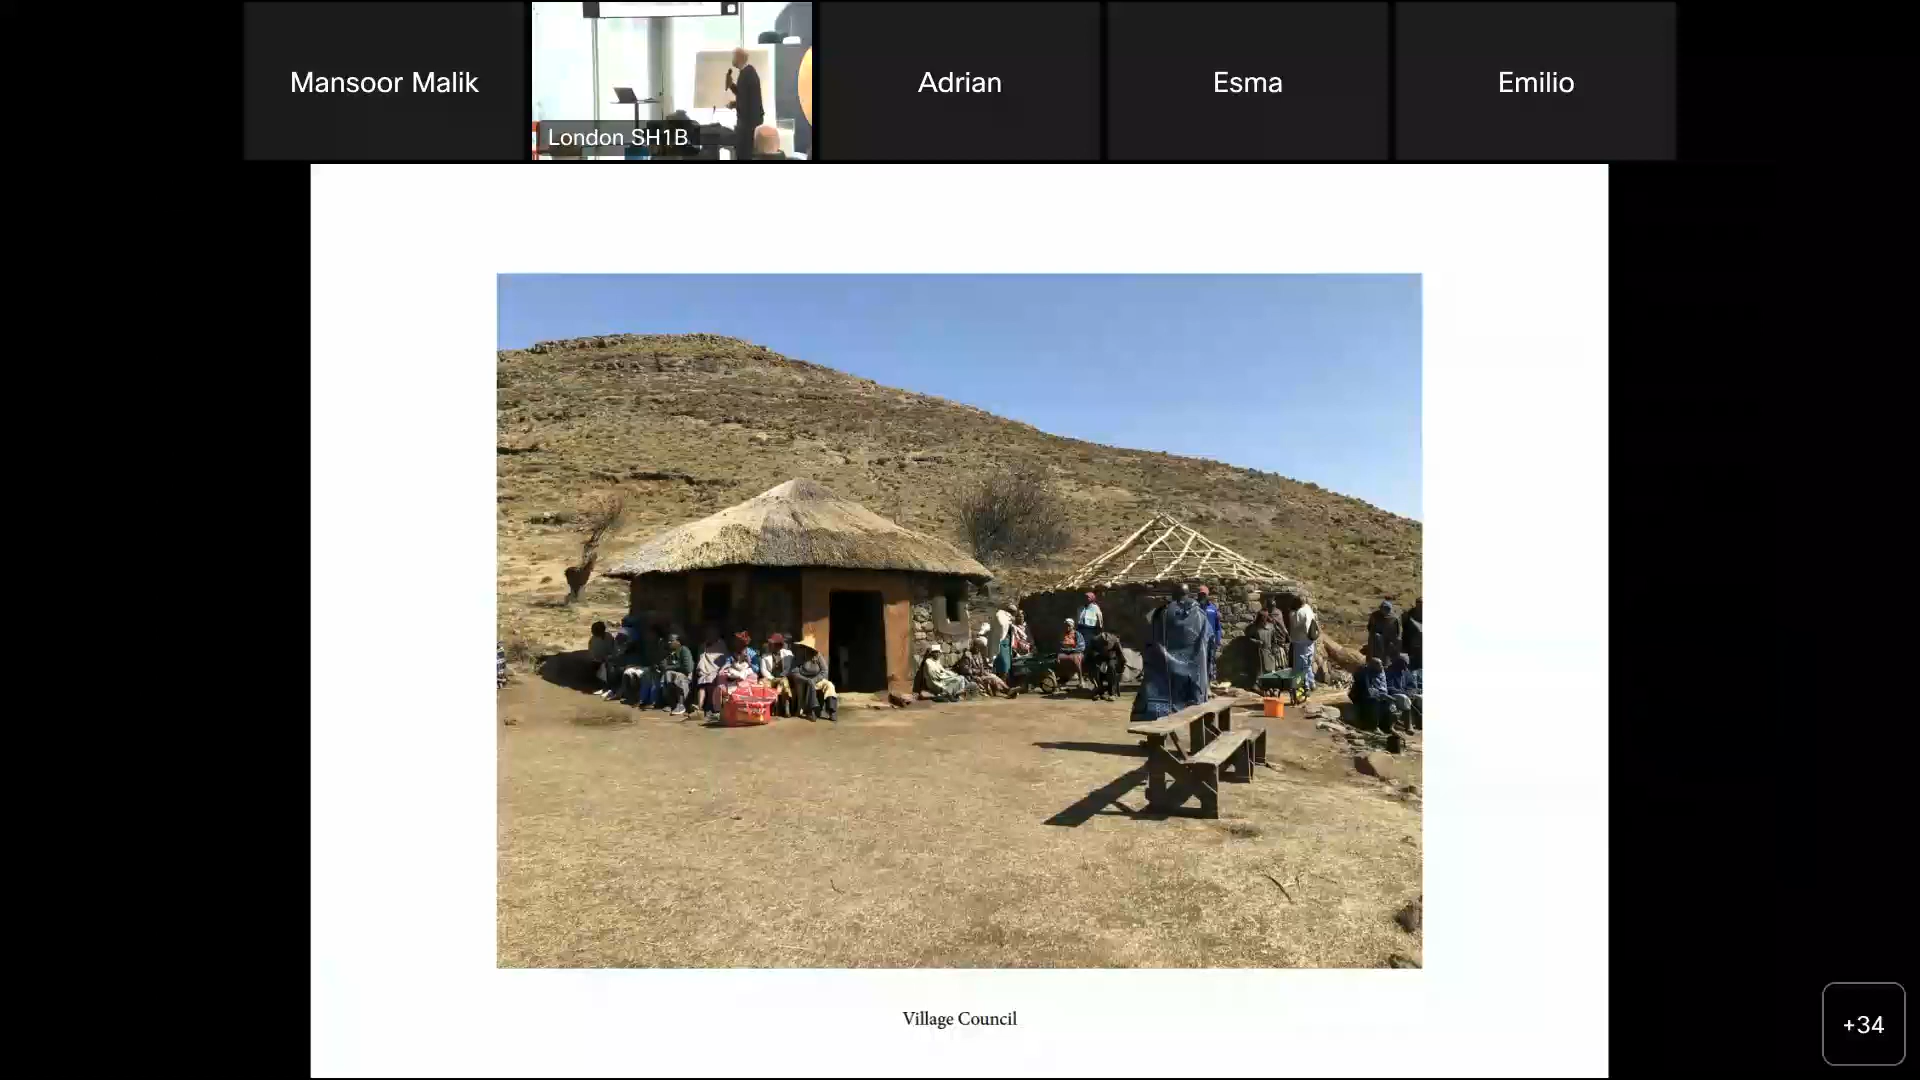 Mansoor Malik
London SH1B
Adrian
Esma
Emilio
Village Council
+34